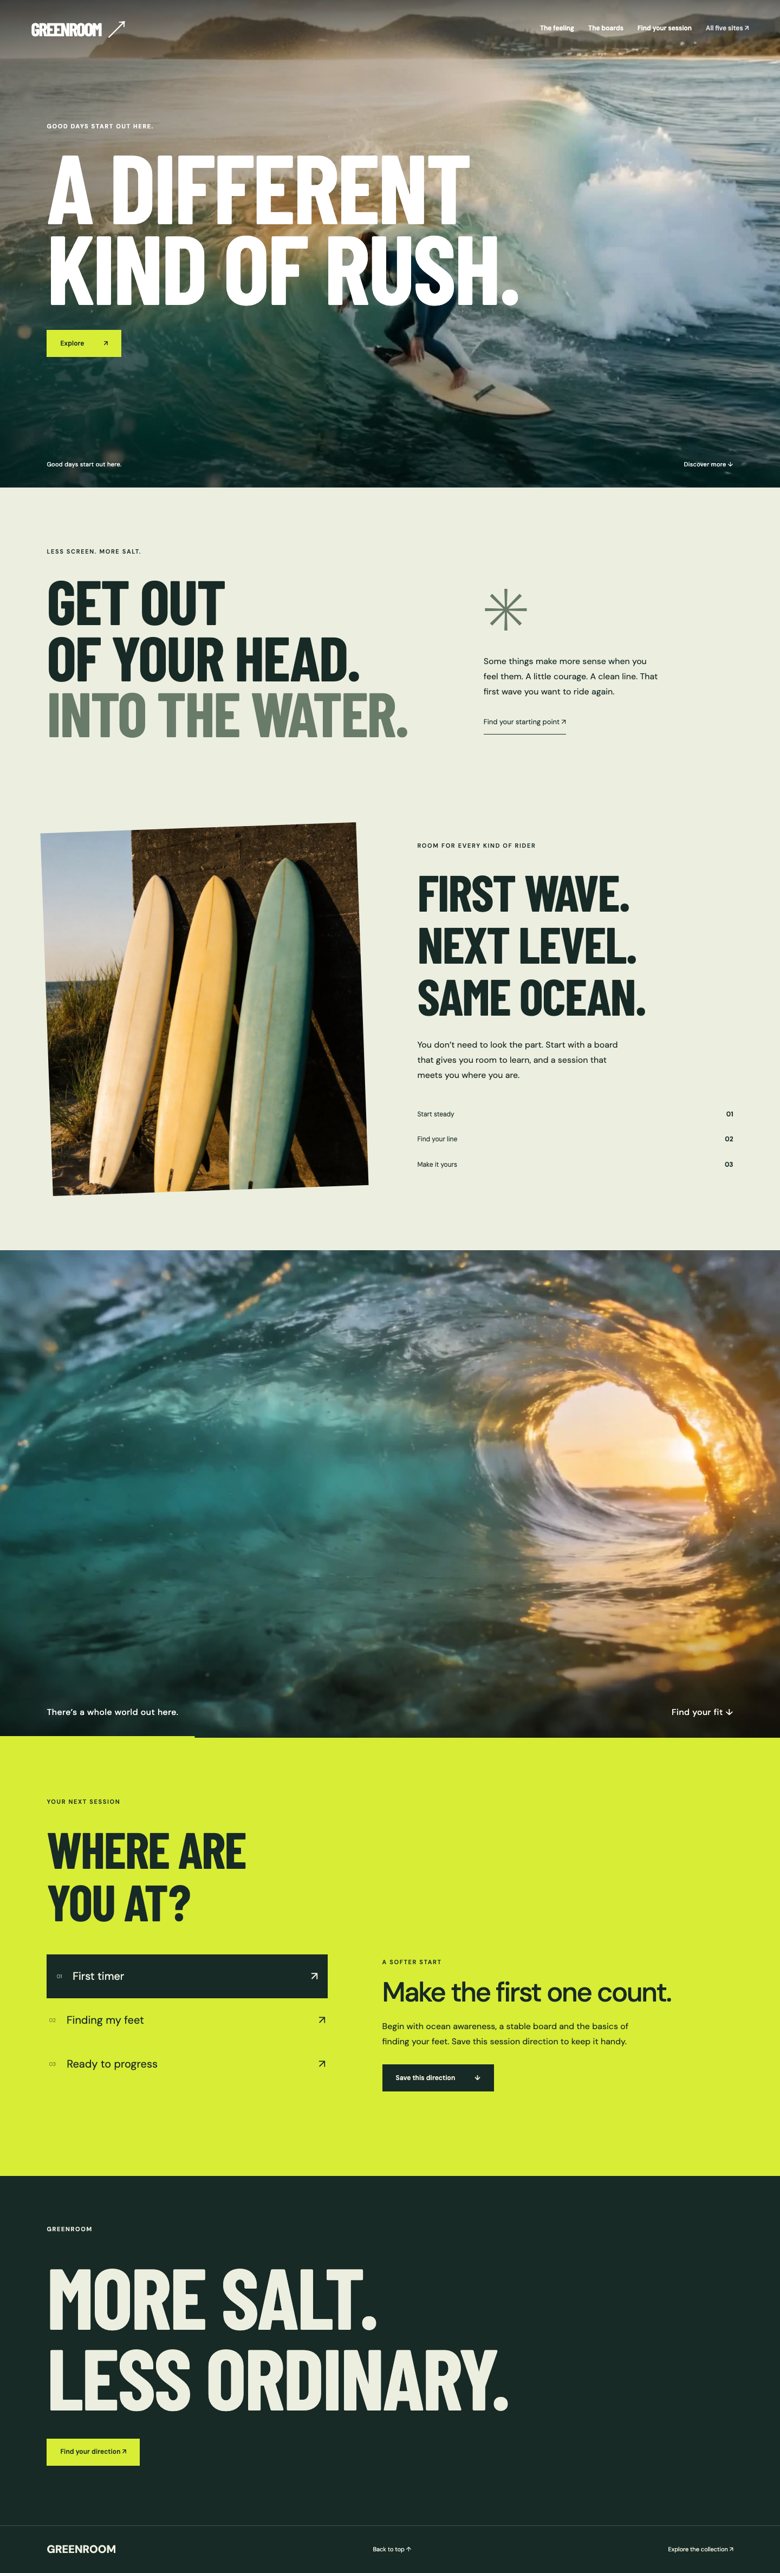 GREENROOM
The feeling
The boards
Find your session
All five sites ↗
GOOD DAYS START OUT HERE.
A DIFFERENT
KIND OF RUSH.
Explore ↗
Good days start out here.
Discover more ↓
LESS SCREEN. MORE SALT.
GET OUT
OF YOUR HEAD.
INTO THE WATER.
Some things make more sense when you
feel them. A little courage. A clean line. That
first wave you want to ride again.
Find your starting point ↗
ROOM FOR EVERY KIND OF RIDER
FIRST WAVE.
NEXT LEVEL.
SAME OCEAN.
You don’t need to look the part. Start with a board
that gives you room to learn, and a session that
meets you where you are.
Start steady 01
Find your line 02
Make it yours 03
There’s a whole world out here.
Find your fit ↓
YOUR NEXT SESSION
WHERE ARE
YOU AT?
01 First timer ↗
02 Finding my feet ↗
03 Ready to progress ↗
A SOFTER START
Make the first one count.
Begin with ocean awareness, a stable board and the basics of
finding your feet. Save this session direction to keep it handy.
Save this direction ↓
GREENROOM
MORE SALT.
LESS ORDINARY.
Find your direction ↗
GREENROOM
Back to top ↑
Explore the collection ↗